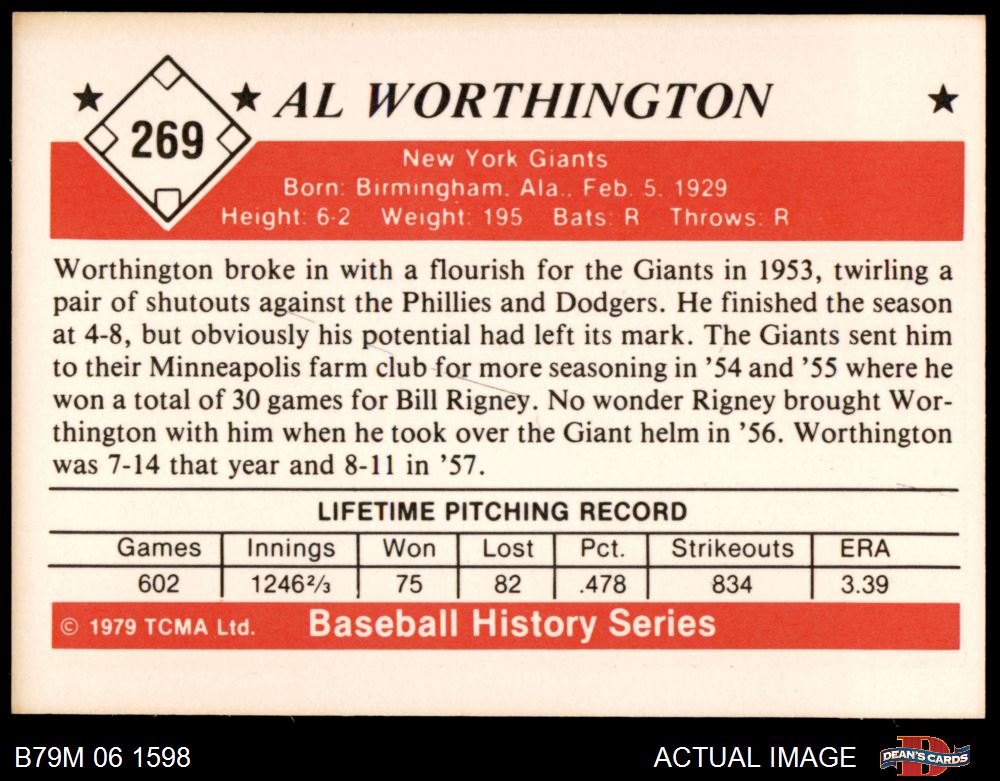 269
AL WORTHINGTON
New York Giants
Born: Birmingham, Ala., Feb. 5, 1929
Height: 6-2 Weight: 195 Bats: R Throws: R
Worthington broke in with a flourish for the Giants in 1953, twirling a
pair of shutouts against the Phillies and Dodgers. He finished the season
at 4-8, but obviously his potential had left its mark. The Giants sent him
to their Minneapolis farm club for more seasoning in ’54 and ’55 where he
won a total of 30 games for Bill Rigney. No wonder Rigney brought Wor-
thington with him when he took over the Giant helm in ’56. Worthington
was 7-14 that year and 8-11 in ’57.
LIFETIME PITCHING RECORD
Games Innings Won Lost Pct. Strikeouts ERA
602 1246⅔ 75 82 .478 834 3.39
© 1979 TCMA Ltd. Baseball History Series
B79M 06 1598 ACTUAL IMAGE DEAN'S CARDS